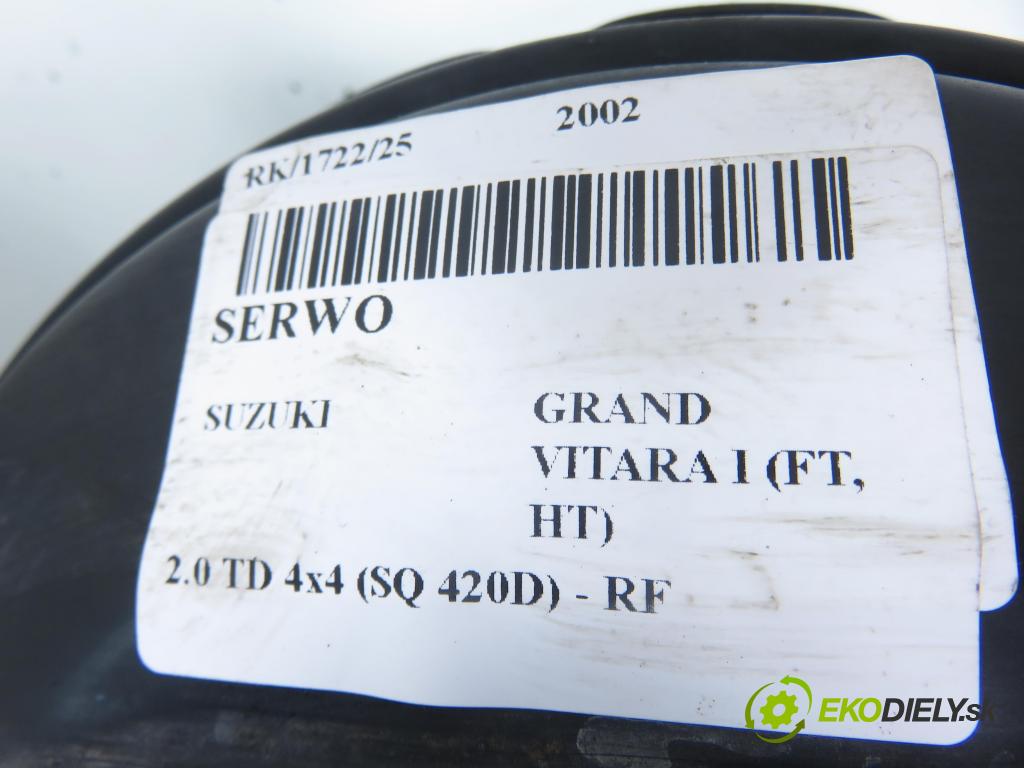 RK/1722/25 2002
SERWO
SUZUKI GRAND
VITARA I (FT,
HT)
2.0 TD 4x4 (SQ 420D) - RF
EKODIELY.sk